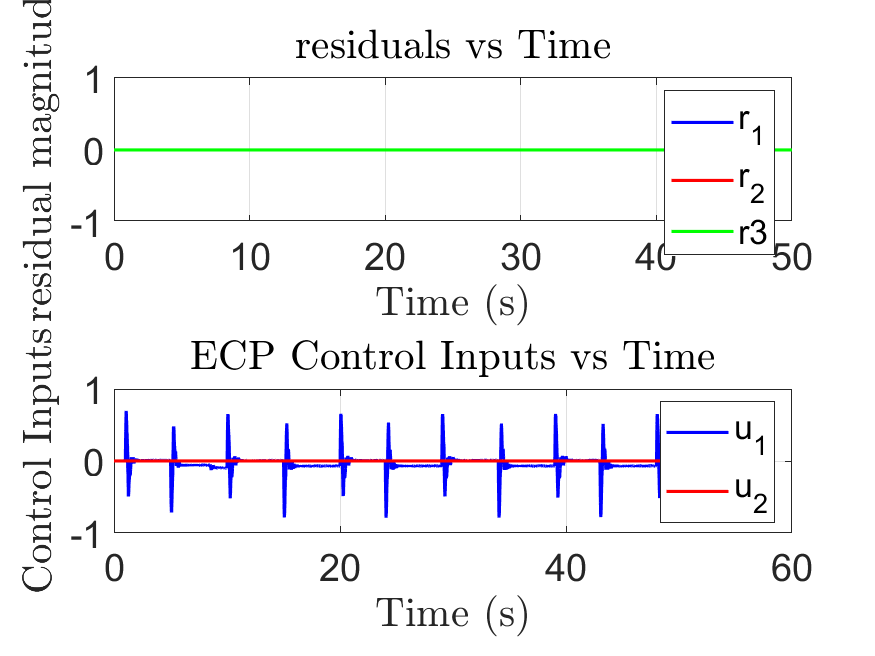 residuals vs Time
residual magnitud
1
0
-1
r1
r2
r3
0 10 20 30 40 50
Time (s)
ECP Control Inputs vs Time
Control Inputs
1
0
-1
u1
u2
0 20 40 60
Time (s)